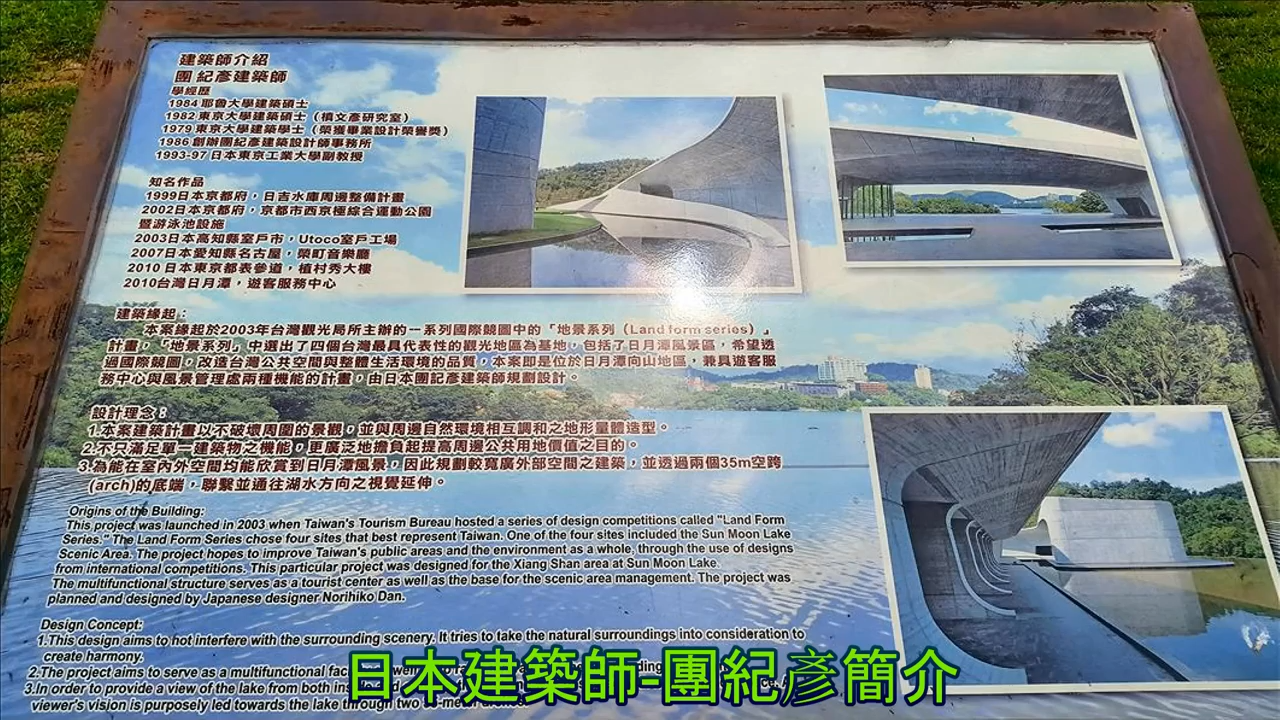 建築師介紹
團 紀彥建築師
學經歷
1984 耶魯大學建築碩士
1982 東京大學建築碩士（槙文彥研究室）
1979 東京大學建築學士（榮獲畢業設計榮譽獎）
1986 創辦團紀彥建築設計師事務所
1993-97 日本東京工業大學副教授
知名作品
1999日本京都府，日吉水庫周邊整備計畫
2002日本京都府，京都市西京極綜合運動公園
暨游泳池設施
2003日本高知縣室戶市，Utoco室戶工場
2007日本愛知縣名古屋，榮町音樂廳
2010 日本東京都表參道，植村秀大樓
2010台灣日月潭，遊客服務中心
建築緣起：
本案緣起於2003年台灣觀光局所主辦的一系列國際競圖中的「地景系列（Land form series）」
計畫，「地景系列」中選出了四個台灣最具代表性的觀光地區為基地，包括了日月潭風景區，希望透
過國際競圖，改造台灣公共空間與整體生活環境的品質，本案即是位於日月潭向山地區，兼具遊客服
務中心與風景管理處兩種機能的計畫，由日本團記彥建築師規劃設計。
設計理念：
1.本案建築計畫以不破壞周圍的景觀，並與周邊自然環境相互調和之地形量體造型。
2.不只滿足單一建築物之機能，更廣泛地擔負起提高周邊公共用地價值之目的。
3.為能在室內外空間均能欣賞到日月潭風景，因此規劃較寬廣外部空間之建築，並透過兩個35m空跨
(arch)的底端，聯繫並通往湖水方向之視覺延伸。
Origins of the Building:
This project was launched in 2003 when Taiwan's Tourism Bureau hosted a series of design competitions called "Land Form
Series." The Land Form Series chose four sites that best represent Taiwan. One of the four sites included the Sun Moon Lake
Scenic Area. The project hopes to improve Taiwan's public areas and the environment as a whole, through the use of designs
from international competitions. This particular project was designed for the Xiang Shan area at Sun Moon Lake.
The multifunctional structure serves as a tourist center as well as the base for the scenic area management. The project was
planned and designed by Japanese designer Norihiko Dan.
Design Concept:
1.This design aims to not interfere with the surrounding scenery. It tries to take the natural surroundings into consideration to
create harmony.
2.The project aims to serve as a multifunctional
3.In order to provide a view of the lake from both
viewer's vision is purposely led towards the lake through two
日本建築師-團紀彥簡介